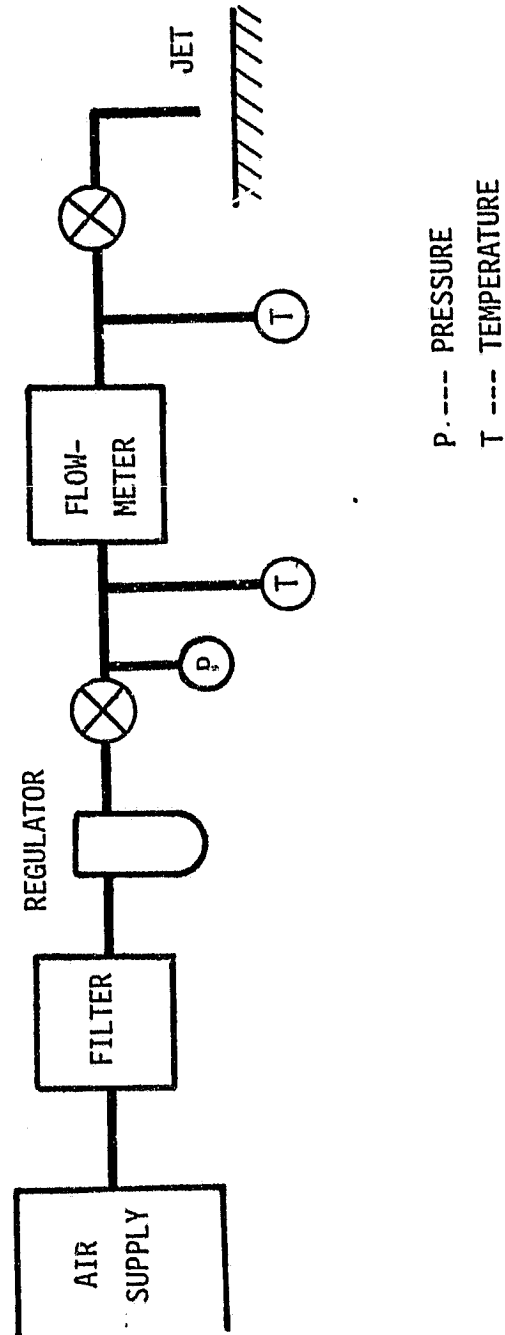 AIR
SUPPLY
FILTER
REGULATOR
P
T
FLOW-
METER
T
JET
P --- PRESSURE
T --- TEMPERATURE